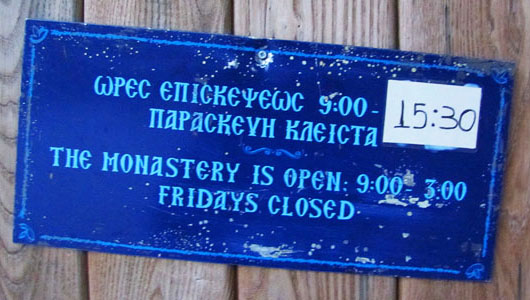 ΩΡΕΣ ΕΠΙΣΚΕΨΕΩΣ 9:00 - 15:30
ΠΑΡΑΣΚΕΥΗ ΚΛΕΙΣΤΑ
THE MONASTERY IS OPEN: 9:00 - 3:00
FRIDAYS CLOSED